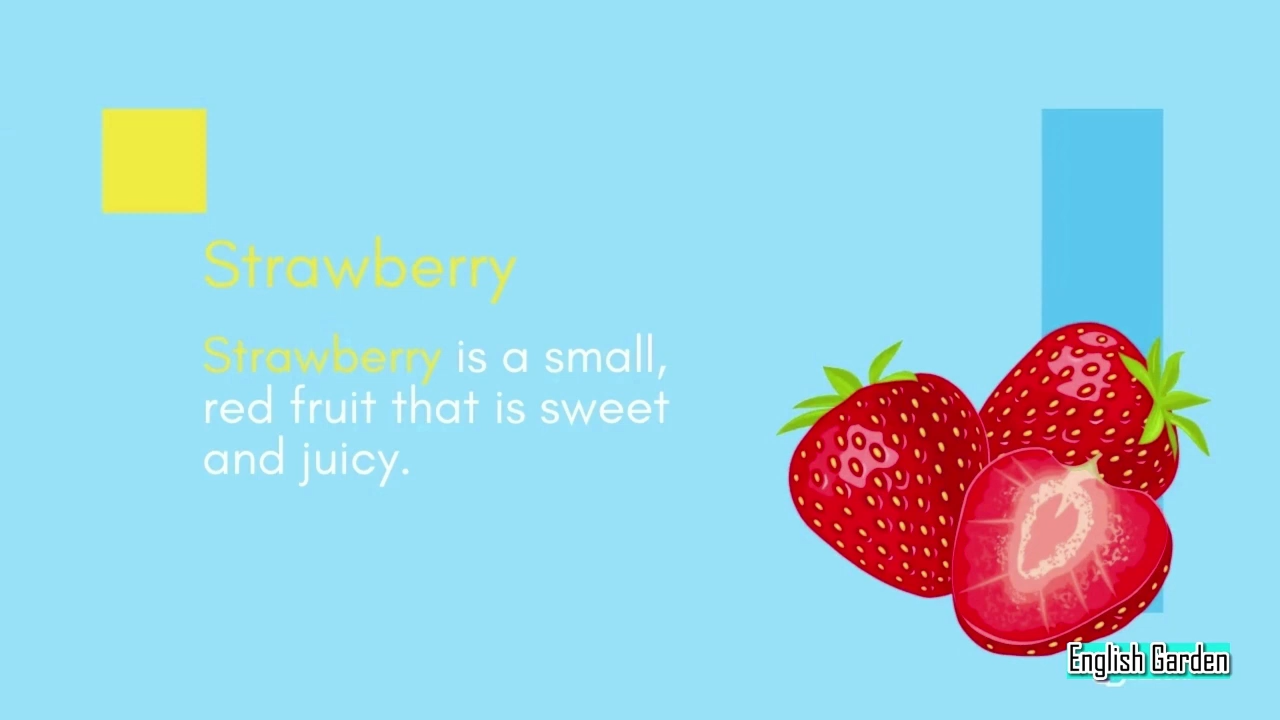 Strawberry
Strawberry is a small,
red fruit that is sweet
and juicy.
English Garden